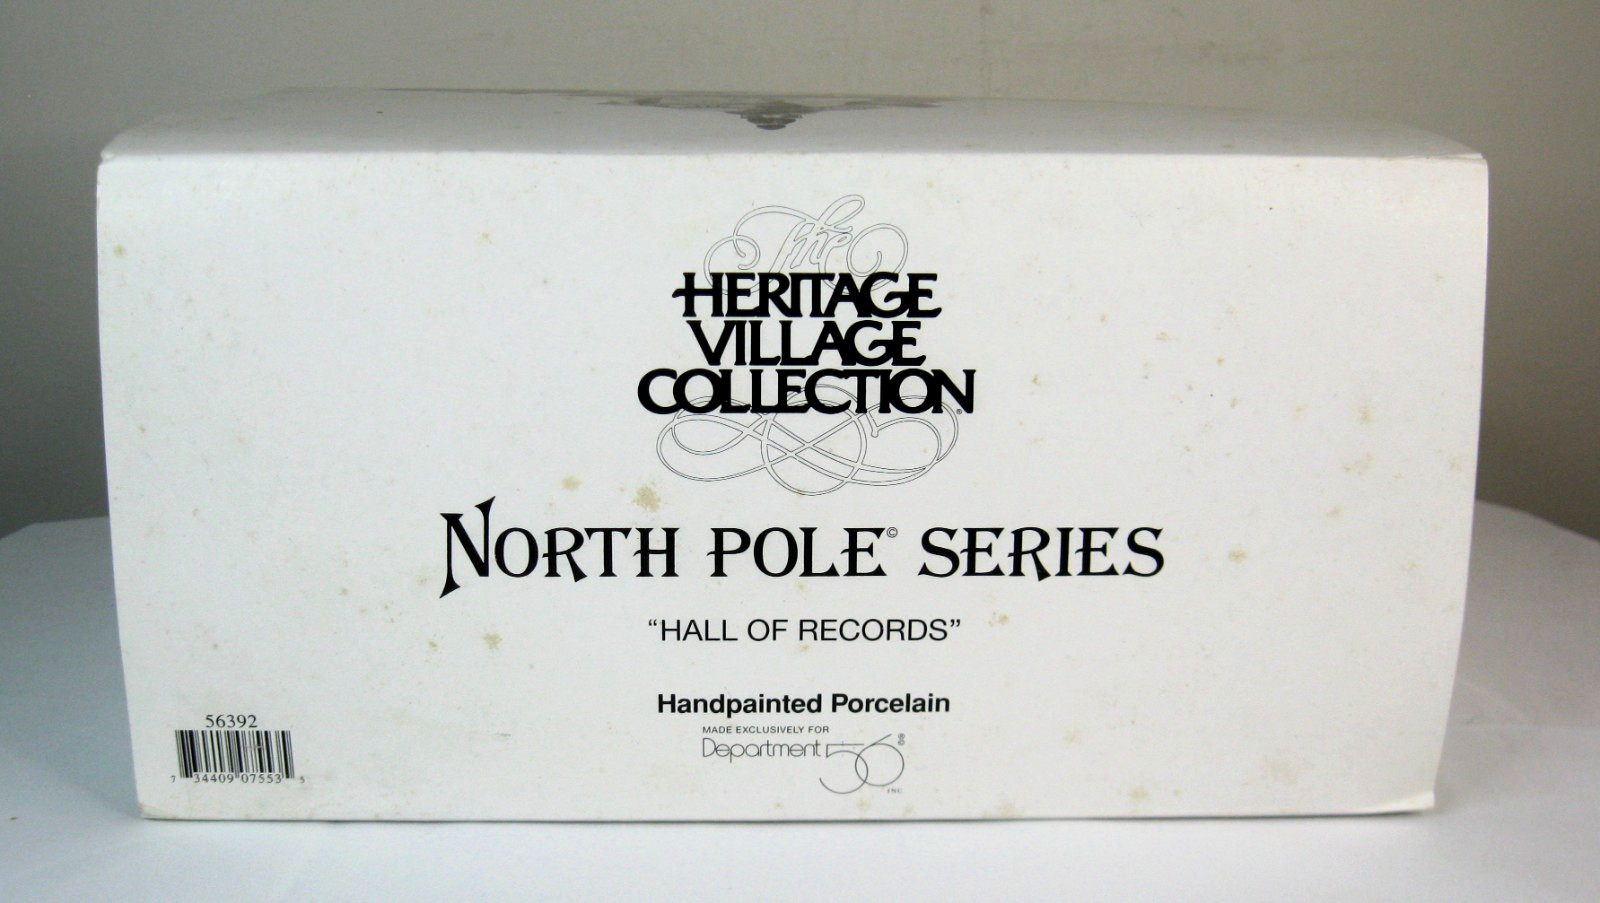 The
HERITAGE
VILLAGE
COLLECTION®
NORTH POLE© SERIES
“HALL OF RECORDS”
Handpainted Porcelain
MADE EXCLUSIVELY FOR
Department 56®
INC
56392
7 34409 07553 5